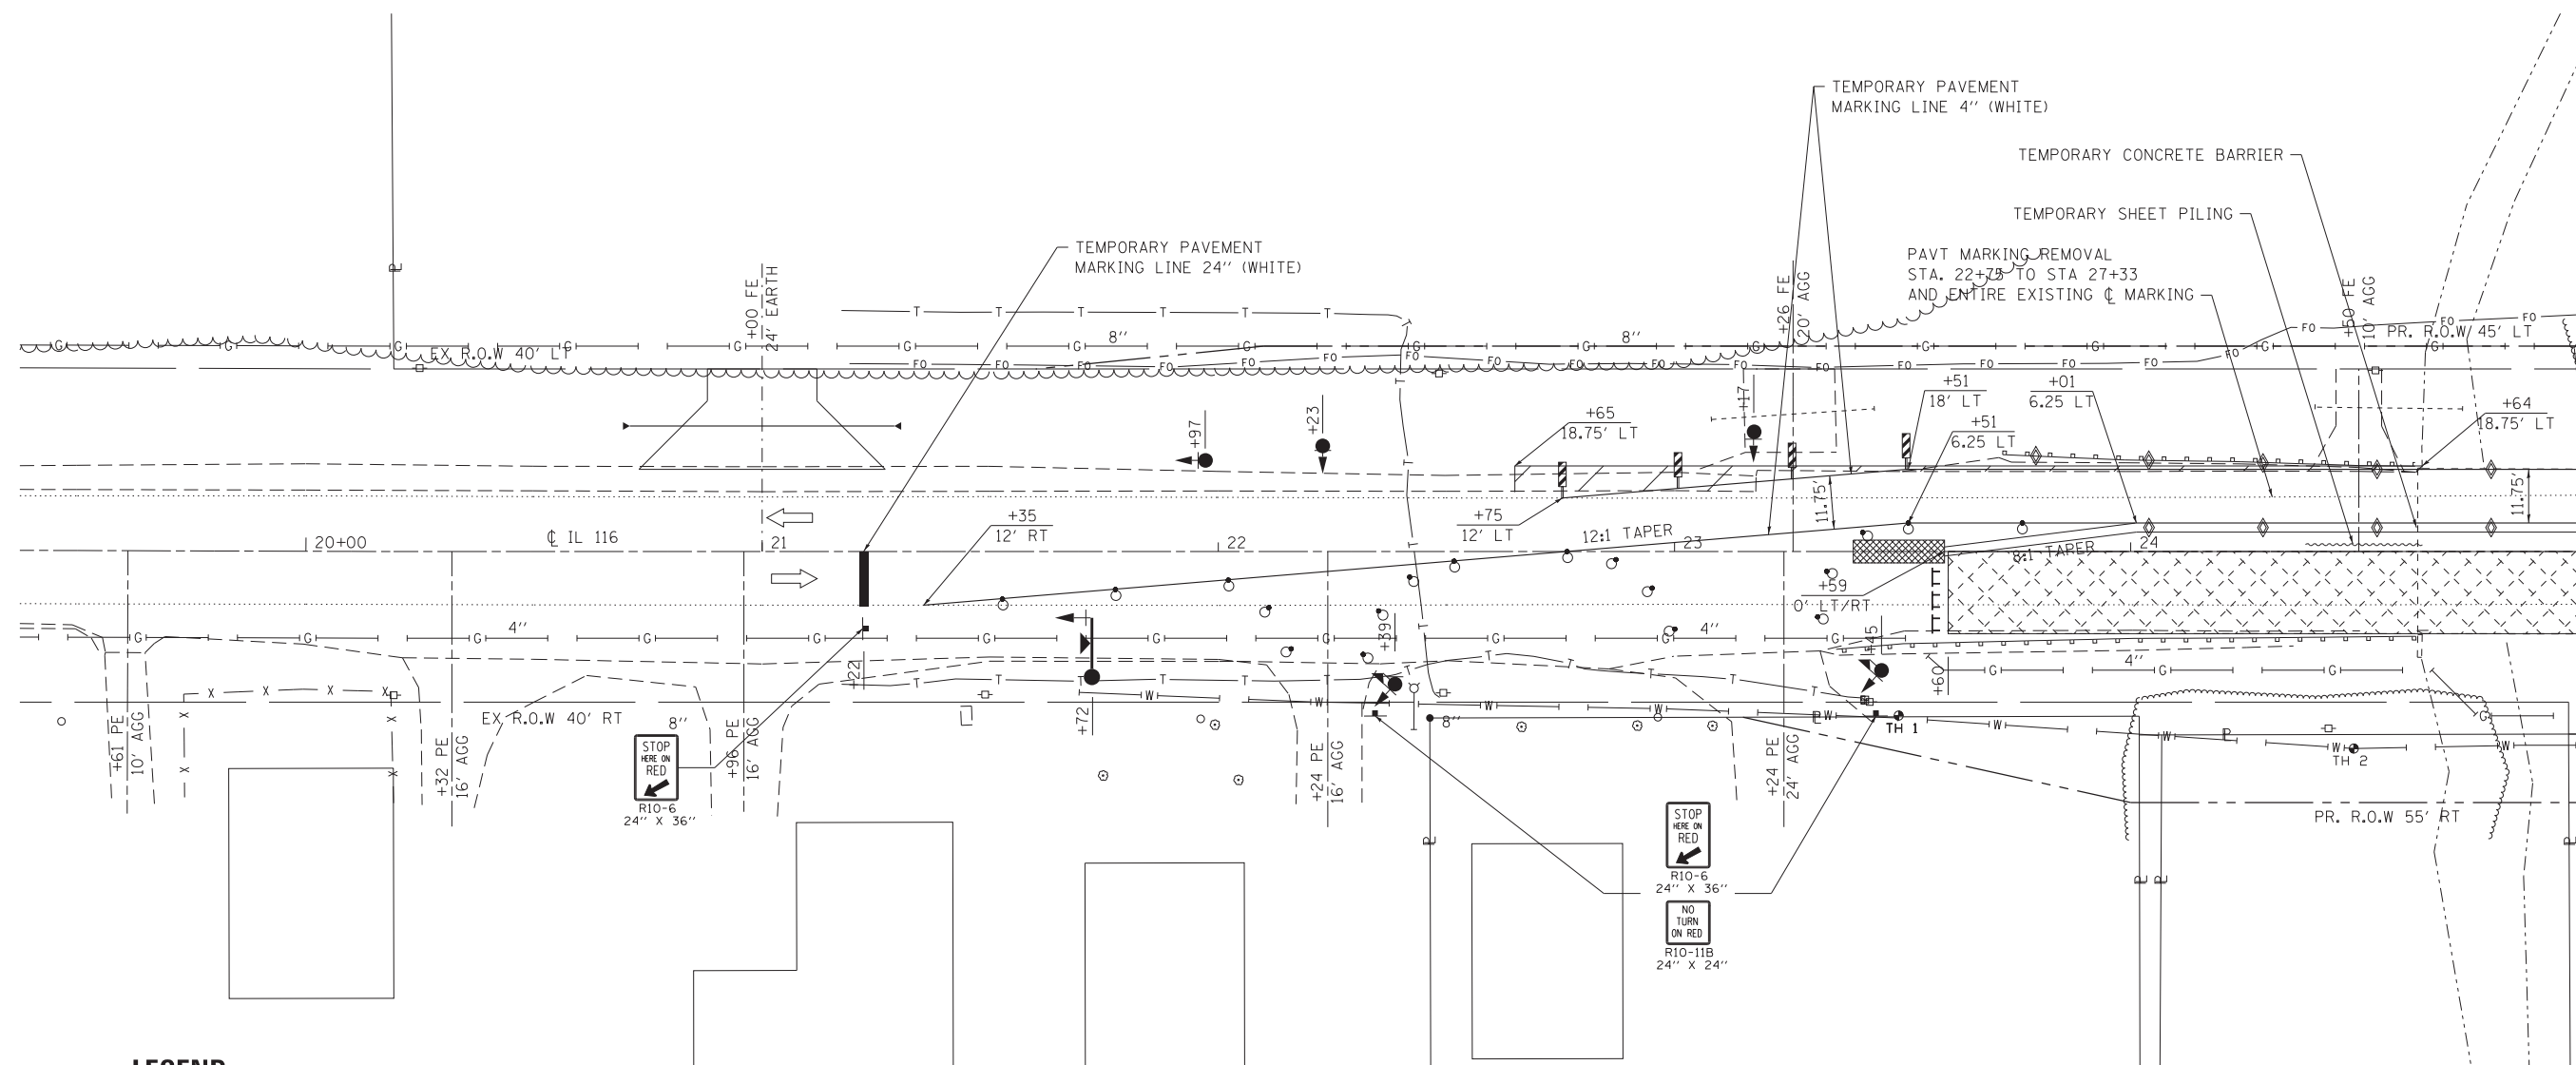 TEMPORARY PAVEMENT
MARKING LINE 4'' (WHITE)
TEMPORARY CONCRETE BARRIER
TEMPORARY SHEET PILING
TEMPORARY PAVEMENT
MARKING LINE 24'' (WHITE)
PAVT MARKING REMOVAL
STA. 22+75 TO STA 27+33
AND ENTIRE EXISTING ℄ MARKING
+00 FE
24' EARTH
+26 FE
20' AGG
+50 FE
10' AGG
EX R.O.W 40' LT
8''
8''
PR. R.O.W 45' LT
+97
+23
+17
+65
18.75' LT
+51
18' LT
+01
6.25 LT
+51
6.25 LT
+64
18.75' LT
+75
12' LT
+35
12' RT
12:1 TAPER
11.75'
11.75'
8:1 TAPER
℄ IL 116
20+00
21
22
23
24
+59
0' LT/RT
4''
4''
4''
+22
+72
+39
+45
+60
EX R.O.W 40' RT
8''
8''
+61 PE
10' AGG
+32 PE
16' AGG
+96 PE
16' AGG
+24 PE
16' AGG
+24 PE
24' AGG
TH 1
TH 2
PR. R.O.W 55' RT
STOP
HERE ON
RED
R10-6
24'' X 36''
STOP
HERE ON
RED
R10-6
24'' X 36''
NO
TURN
ON RED
R10-11B
24'' X 24''
LEGEND